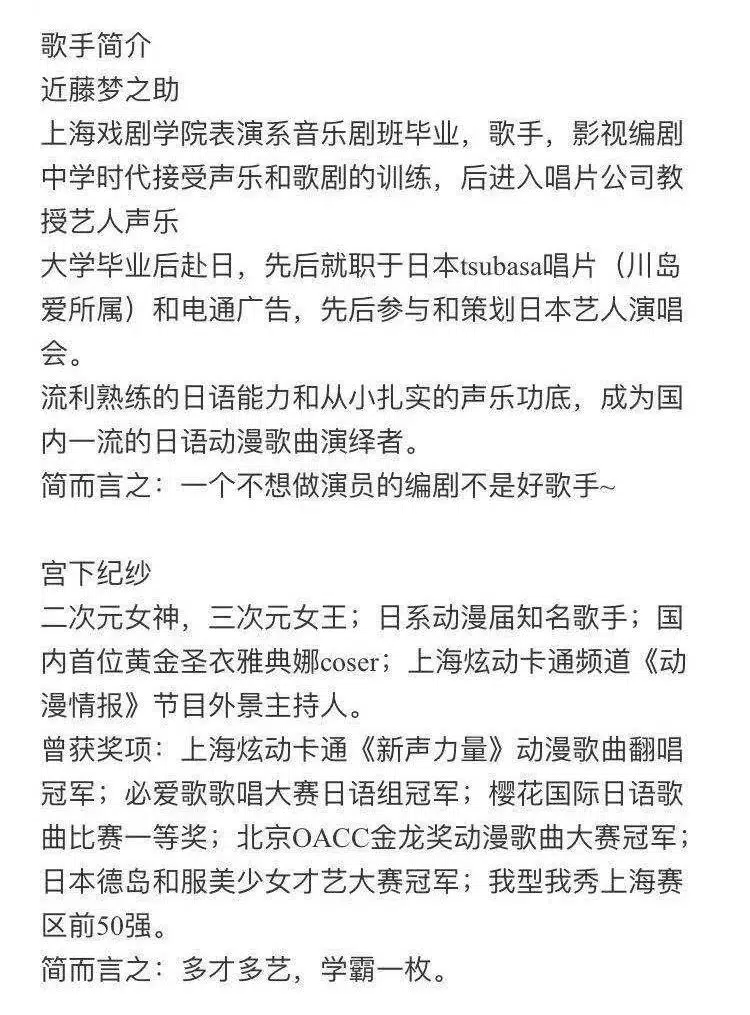 歌手简介
近藤梦之助
上海戏剧学院表演系音乐剧班毕业，歌手，影视编剧
中学时代接受声乐和歌剧的训练，后进入唱片公司教
授艺人声乐
大学毕业后赴日，先后就职于日本tsubasa唱片（川岛
爱所属）和电通广告，先后参与和策划日本艺人演唱
会。
流利熟练的日语能力和从小扎实的声乐功底，成为国
内一流的日语动漫歌曲演绎者。
简而言之：一个不想做演员的编剧不是好歌手~
宫下纪纱
二次元女神，三次元女王；日系动漫届知名歌手；国
内首位黄金圣衣雅典娜coser；上海炫动卡通频道《动
漫情报》节目外景主持人。
曾获奖项：上海炫动卡通《新声力量》动漫歌曲翻唱
冠军；必爱歌歌唱大赛日语组冠军；樱花国际日语歌
曲比赛一等奖；北京OACC金龙奖动漫歌曲大赛冠军；
日本德岛和服美少女才艺大赛冠军；我型我秀上海赛
区前50强。
简而言之：多才多艺，学霸一枚。